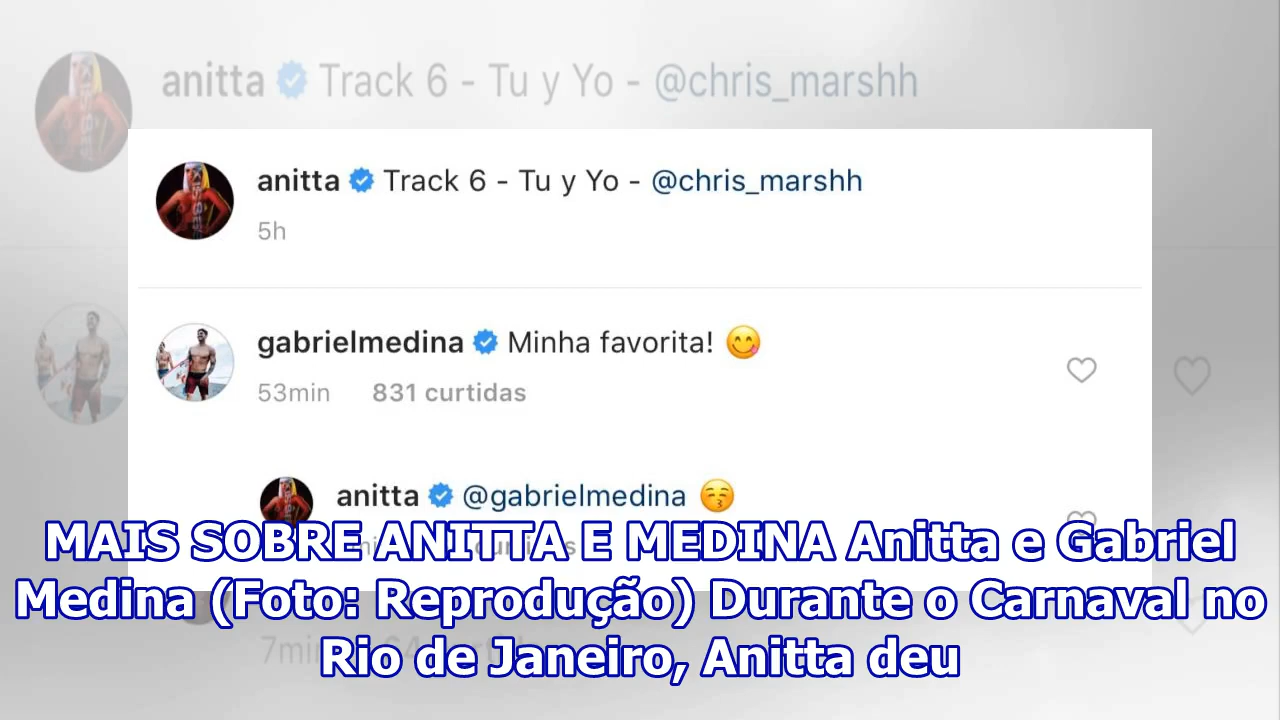 anitta Track 6 - Tu y Yo - @chris_marshh
anitta Track 6 - Tu y Yo - @chris_marshh
5h
gabrielmedina Minha favorita! 😋
53min 831 curtidas
anitta @gabrielmedina 😚
MAIS SOBRE ANITTA E MEDINA Anitta e Gabriel
Medina (Foto: Reprodução) Durante o Carnaval no
Rio de Janeiro, Anitta deu
7min